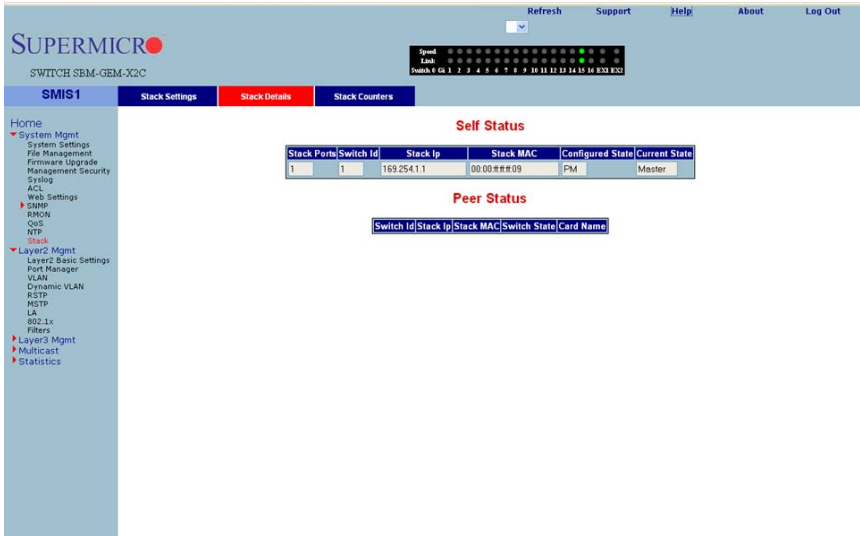 Refresh Support Help About Log Out
SUPERMICRO
SWITCH SBM-GEM-X2C
Speed
Link
Switch 0 Gi 1 2 3 4 5 6 7 8 9 10 11 12 13 14 15 16 EX1 EX2
SMIS1
Stack Settings Stack Details Stack Counters
Home
System Mgmt
System Settings
File Management
Firmware Upgrade
Management Security
Syslog
ACL
Web Settings
SNMP
RMON
QoS
NTP
Stack
Layer2 Mgmt
Layer2 Basic Settings
Port Manager
VLAN
Dynamic VLAN
RSTP
MSTP
LA
802.1x
Filters
Layer3 Mgmt
Multicast
Statistics
Self Status
Stack Ports Switch Id Stack Ip Stack MAC Configured State Current State
1 1 169.254.1.1 00:00:ff:ff:ff:09 PM Master
Peer Status
Switch Id Stack Ip Stack MAC Switch State Card Name